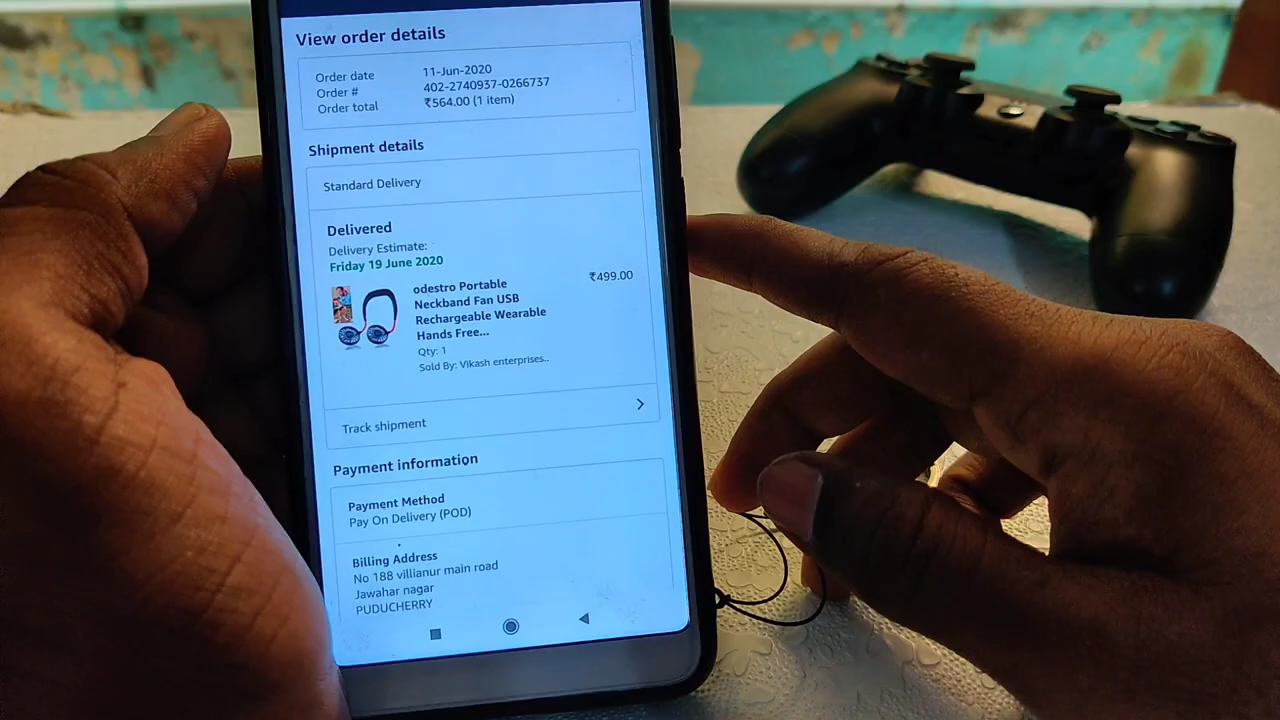 View order details
Order date 11-Jun-2020
Order # 402-2740937-0266737
Order total ₹564.00 (1 item)
Shipment details
Standard Delivery
Delivered
Delivery Estimate:
Friday 19 June 2020
odestro Portable ₹499.00
Neckband Fan USB
Rechargeable Wearable
Hands Free...
Qty: 1
Sold By: Vikash enterprises..
Track shipment
Payment information
Payment Method
Pay On Delivery (POD)
Billing Address
No 188 villianur main road
Jawahar nagar
PUDUCHERRY